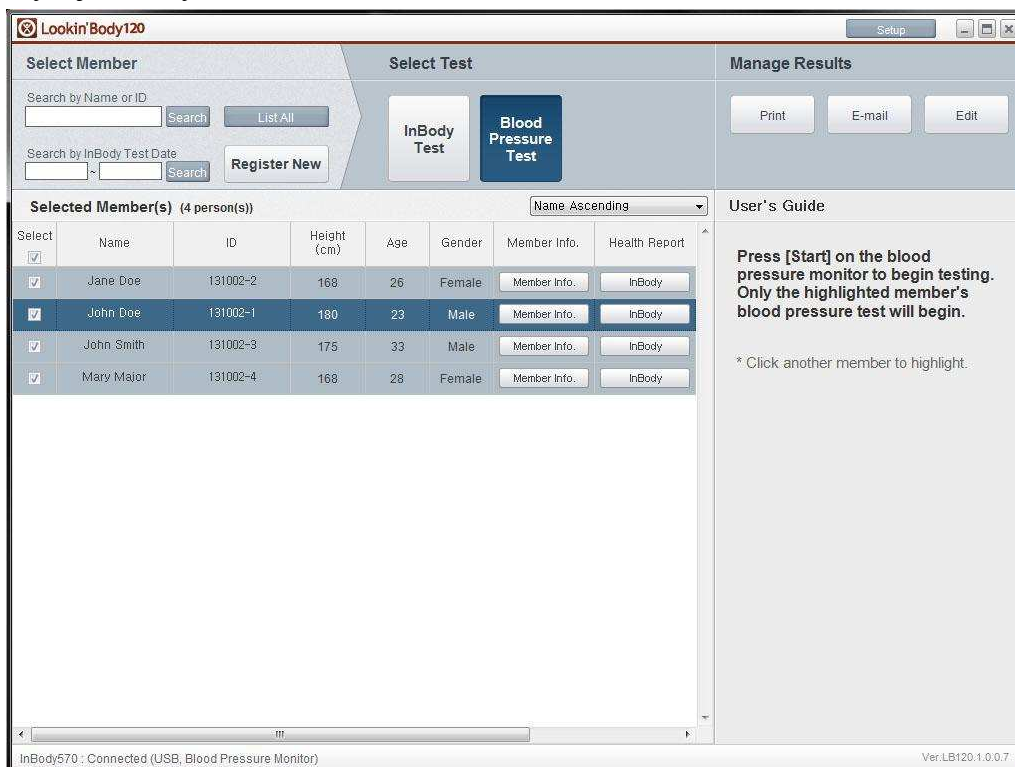 Lookin'Body120
Setup
Select Member
Select Test
Manage Results
Search by Name or ID
Search
List All
Search by InBody Test Date
~
Search
Register New
InBody
Test
Blood
Pressure
Test
Print
E-mail
Edit
Selected Member(s) (4 person(s))
Name Ascending
User's Guide
Select Name ID Height (cm) Age Gender Member Info. Health Report
Jane Doe 131002-2 168 26 Female Member Info. InBody
John Doe 131002-1 180 23 Male Member Info. InBody
John Smith 131002-3 175 33 Male Member Info. InBody
Mary Major 131002-4 168 28 Female Member Info. InBody
Press [Start] on the blood
pressure monitor to begin testing.
Only the highlighted member's
blood pressure test will begin.
* Click another member to highlight.
InBody570 : Connected (USB, Blood Pressure Monitor)
Ver.LB120.1.0.0.7